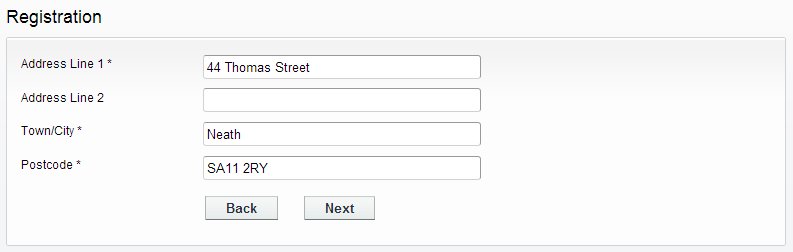 Registration
Address Line 1 * 44 Thomas Street
Address Line 2
Town/City * Neath
Postcode * SA11 2RY
Back Next